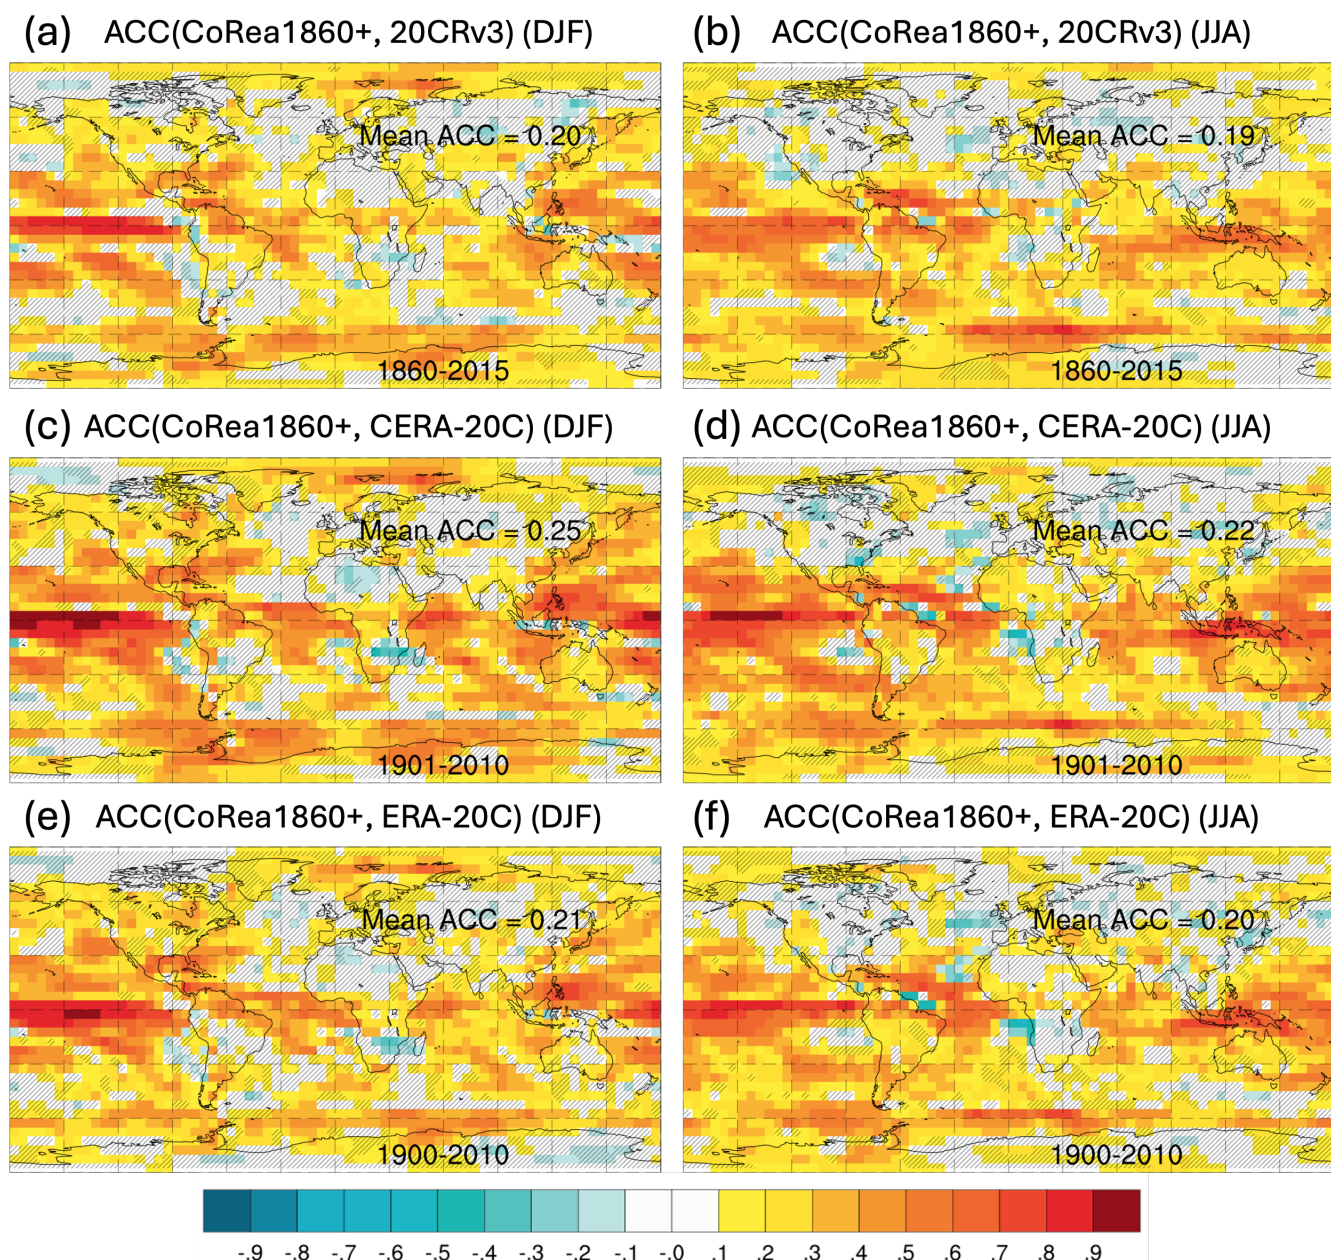 (a) ACC(CoRea1860+, 20CRv3) (DJF)
(b) ACC(CoRea1860+, 20CRv3) (JJA)
Mean ACC = 0.20
Mean ACC = 0.19
1860-2015
1860-2015
(c) ACC(CoRea1860+, CERA-20C) (DJF)
(d) ACC(CoRea1860+, CERA-20C) (JJA)
Mean ACC = 0.25
Mean ACC = 0.22
1901-2010
1901-2010
(e) ACC(CoRea1860+, ERA-20C) (DJF)
(f) ACC(CoRea1860+, ERA-20C) (JJA)
Mean ACC = 0.21
Mean ACC = 0.20
1900-2010
1900-2010
-.9 -.8 -.7 -.6 -.5 -.4 -.3 -.2 -.1 -.0 .1 .2 .3 .4 .5 .6 .7 .8 .9